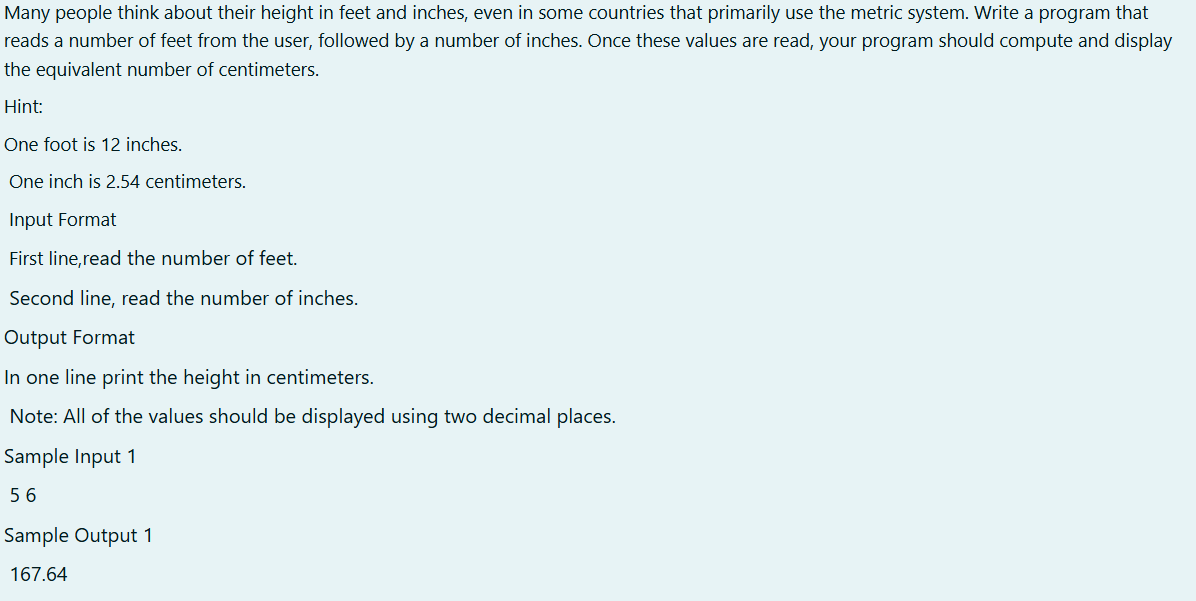 Many people think about their height in feet and inches, even in some countries that primarily use the metric system. Write a program that
reads a number of feet from the user, followed by a number of inches. Once these values are read, your program should compute and display
the equivalent number of centimeters.
Hint:
One foot is 12 inches.
One inch is 2.54 centimeters.
Input Format
First line,read the number of feet.
Second line, read the number of inches.
Output Format
In one line print the height in centimeters.
Note: All of the values should be displayed using two decimal places.
Sample Input 1
5 6
Sample Output 1
167.64